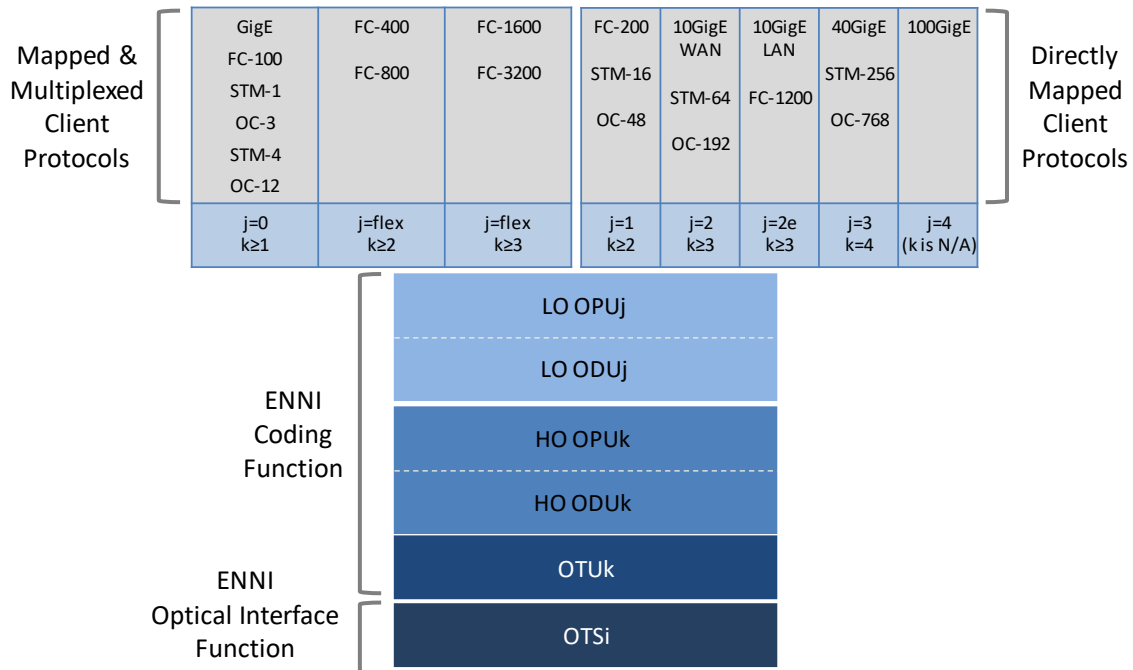 Mapped &
Multiplexed
Client
Protocols
GigE
FC-100
STM-1
OC-3
STM-4
OC-12
j=0
k≥1
FC-400
FC-800
j=flex
k≥2
FC-1600
FC-3200
j=flex
k≥3
FC-200
STM-16
OC-48
j=1
k≥2
10GigE
WAN
STM-64
OC-192
j=2
k≥3
10GigE
LAN
FC-1200
j=2e
k≥3
40GigE
STM-256
OC-768
j=3
k=4
100GigE
j=4
(k is N/A)
Directly
Mapped
Client
Protocols
ENNI
Coding
Function
LO OPUj
LO ODUj
HO OPUk
HO ODUk
OTUk
ENNI
Optical Interface
Function
OTSi